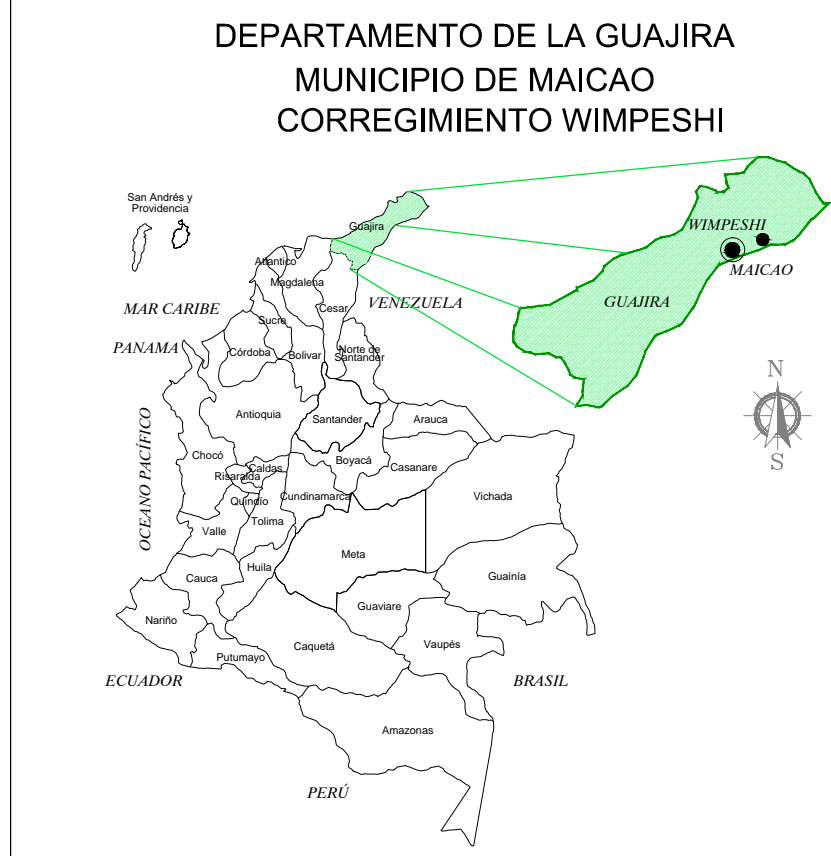 DEPARTAMENTO DE LA GUAJIRA
MUNICIPIO DE MAICAO
CORREGIMIENTO WIMPESHI
San Andrés y
Providencia
Guajira
WIMPESHI
MAICAO
GUAJIRA
Atlantico
Magdalena
Cesar
VENEZUELA
MAR CARIBE
Sucre
PANAMA
Córdoba
Bolivar
Norte de
Santander
N
S
Antioquia
Santander
Arauca
OCEANO PACÍFICO
Chocó
Boyacá
Casanare
Caldas
Risaralda
Quindío
Cundinamarca
Vichada
Valle
Tolima
Meta
Huila
Cauca
Guainía
Guaviare
Nariño
Caquetá
Vaupés
Putumayo
ECUADOR
BRASIL
Amazonas
PERÚ